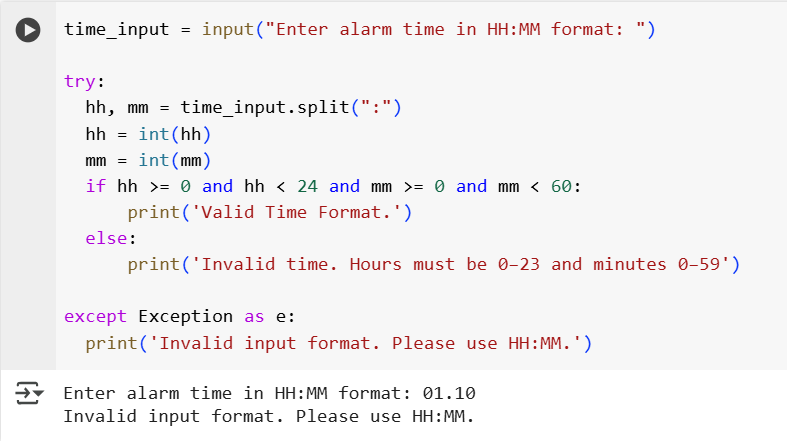 time_input = input("Enter alarm time in HH:MM format: ")
try:
  hh, mm = time_input.split(":")
  hh = int(hh)
  mm = int(mm)
  if hh >= 0 and hh < 24 and mm >= 0 and mm < 60:
      print('Valid Time Format.')
  else:
      print('Invalid time. Hours must be 0–23 and minutes 0–59')
except Exception as e:
  print('Invalid input format. Please use HH:MM.')
Enter alarm time in HH:MM format: 01.10
Invalid input format. Please use HH:MM.